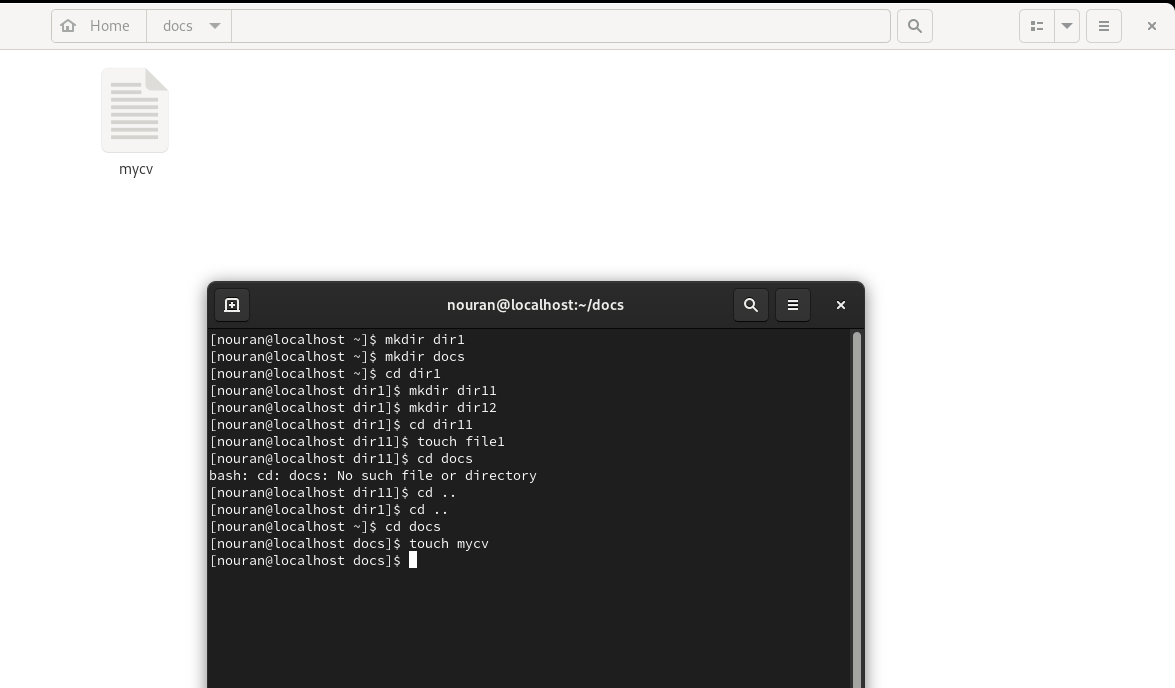 Home docs
mycv
nouran@localhost:~/docs
[nouran@localhost ~]$ mkdir dir1
[nouran@localhost ~]$ mkdir docs
[nouran@localhost ~]$ cd dir1
[nouran@localhost dir1]$ mkdir dir11
[nouran@localhost dir1]$ mkdir dir12
[nouran@localhost dir1]$ cd dir11
[nouran@localhost dir11]$ touch file1
[nouran@localhost dir11]$ cd docs
bash: cd: docs: No such file or directory
[nouran@localhost dir11]$ cd ..
[nouran@localhost dir1]$ cd ..
[nouran@localhost ~]$ cd docs
[nouran@localhost docs]$ touch mycv
[nouran@localhost docs]$